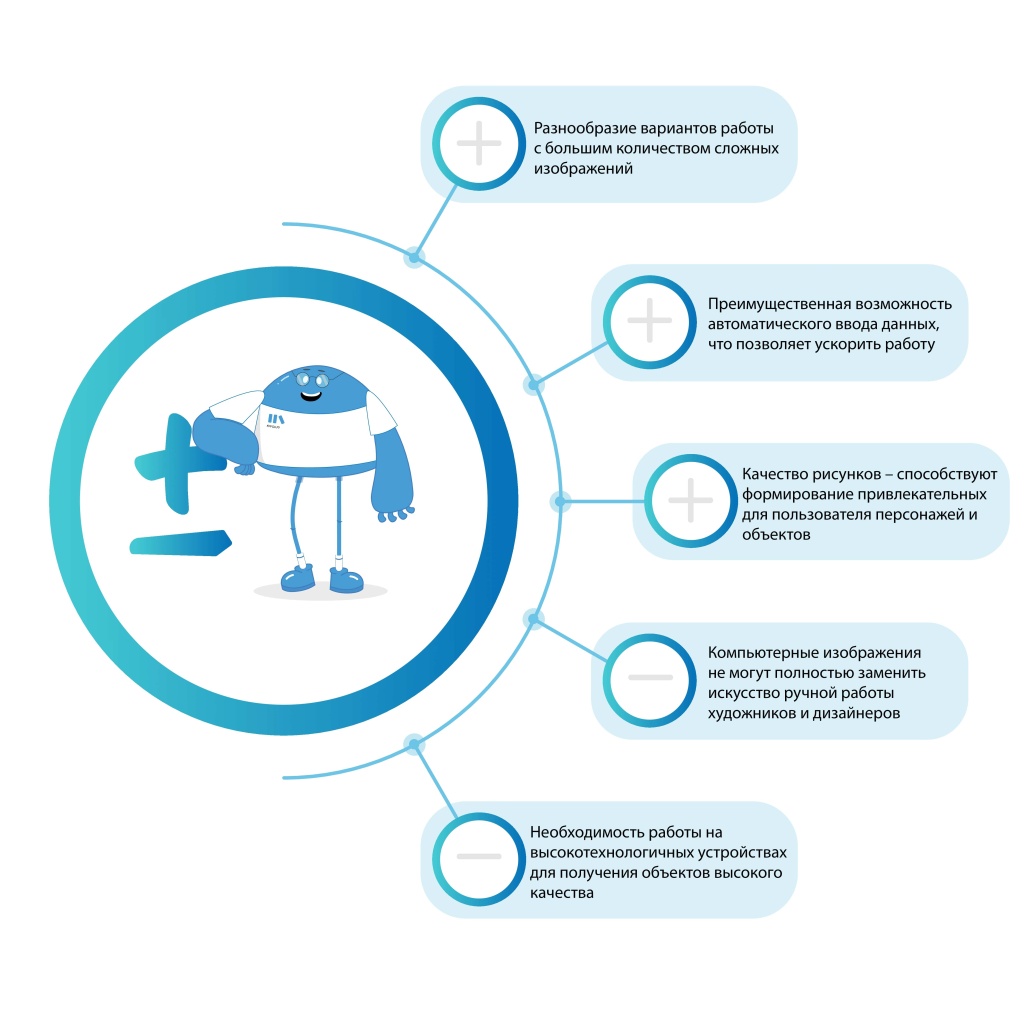 Разнообразие вариантов работы
с большим количеством сложных
изображений
Преимущественная возможность
автоматического ввода данных,
что позволяет ускорить работу
Качество рисунков – способствуют
формирование привлекательных
для пользователя персонажей и
объектов
Компьютерные изображения
не могут полностью заменить
искусство ручной работы
художников и дизайнеров
Необходимость работы на
высокотехнологичных устройствах
для получения объектов высокого
качества